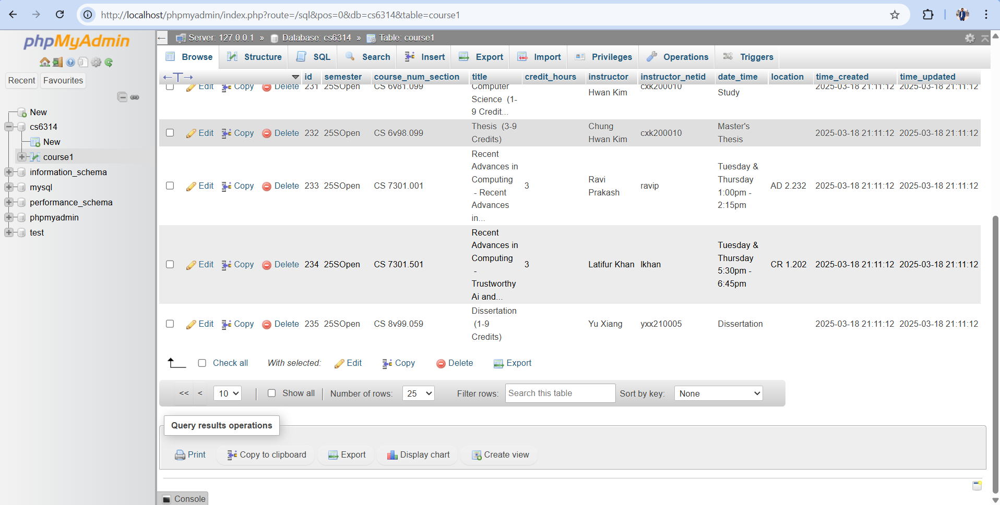 http://localhost/phpmyadmin/index.php?route=/sql&pos=0&db=cs6314&table=course1
phpMyAdmin
Recent Favourites
New
cs6314
New
course1
information_schema
mysql
performance_schema
phpmyadmin
test
Server: 127.0.0.1 » Database: cs6314 » Table: course1
Browse Structure SQL Search Insert Export Import Privileges Operations Triggers
id semester course_num_section title credit_hours instructor instructor_netid date_time location time_created time_updated
Edit Copy Delete 231 25SOpen CS 6v81.099 Computer Science (1-9 Credit... Hwan Kim cxk200010 Study 2025-03-18 21:11:12 2025-03-18 21:11:12
Edit Copy Delete 232 25SOpen CS 6v98.099 Thesis (3-9 Credits) Chung Hwan Kim cxk200010 Master's Thesis 2025-03-18 21:11:12 2025-03-18 21:11:12
Edit Copy Delete 233 25SOpen CS 7301.001 Recent Advances in Computing - Recent Advances in... 3 Ravi Prakash ravip Tuesday & Thursday 1:00pm - 2:15pm AD 2.232 2025-03-18 21:11:12 2025-03-18 21:11:12
Edit Copy Delete 234 25SOpen CS 7301.501 Recent Advances in Computing - Trustworthy Ai and... 3 Latifur Khan lkhan Tuesday & Thursday 5:30pm - 6:45pm CR 1.202 2025-03-18 21:11:12 2025-03-18 21:11:12
Edit Copy Delete 235 25SOpen CS 8v99.059 Dissertation (1-9 Credits) Yu Xiang yxx210005 Dissertation 2025-03-18 21:11:12 2025-03-18 21:11:12
Check all With selected: Edit Copy Delete Export
<< < 10 Show all Number of rows: 25 Filter rows: Search this table Sort by key: None
Query results operations
Print Copy to clipboard Export Display chart Create view
Console